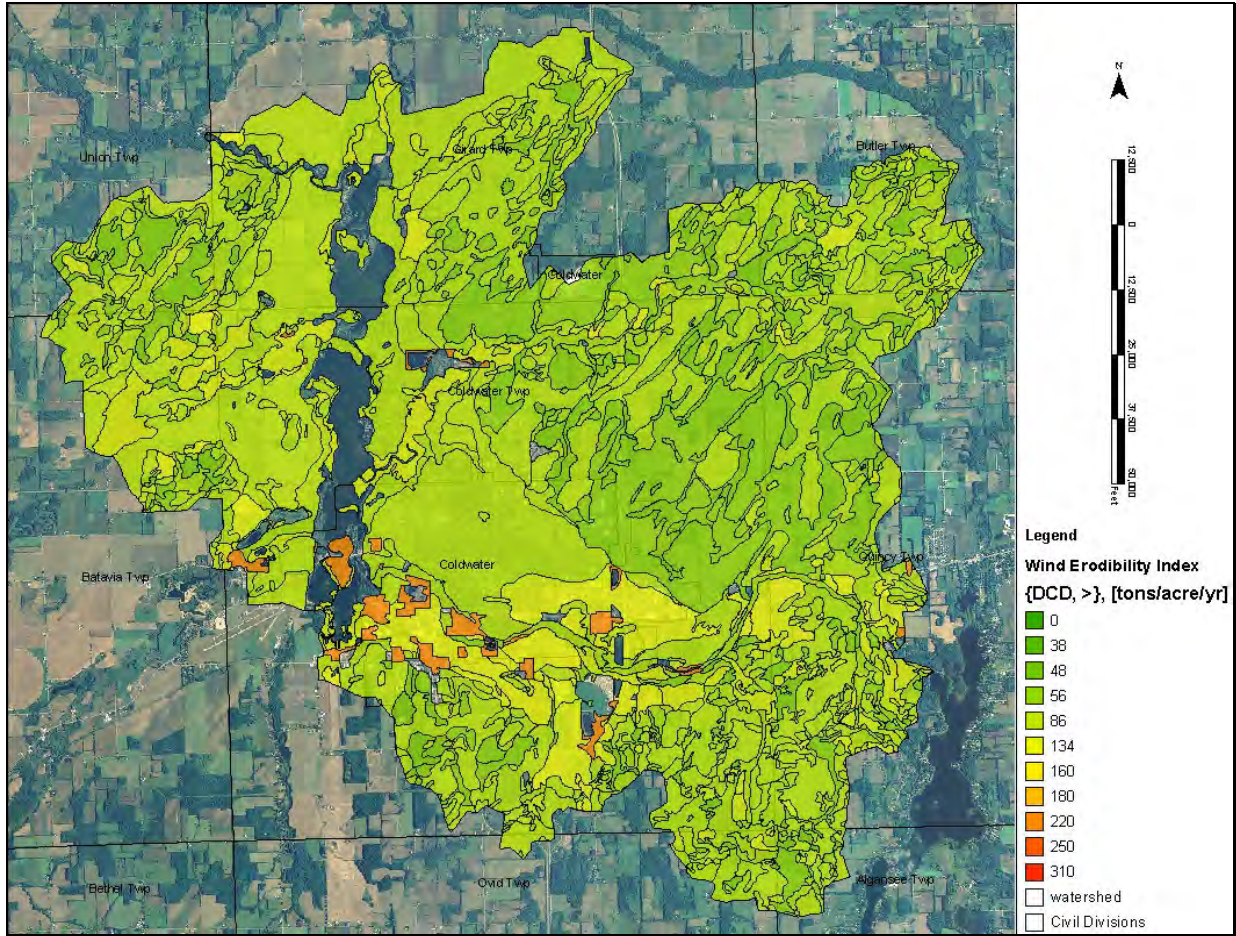 Union Twp
Girard Twp
Butler Twp
Coldwater
Coldwater Twp
Batavia Twp
Coldwater
Quincy Twp
Bethel Twp
Ovid Twp
Algansee Twp
N
12,500
0
12,500
25,000
37,500
50,000
Feet
Legend
Wind Erodibility Index
{DCD, >}, [tons/acre/yr]
0
38
48
56
86
134
160
180
220
250
310
watershed
Civil Divisions